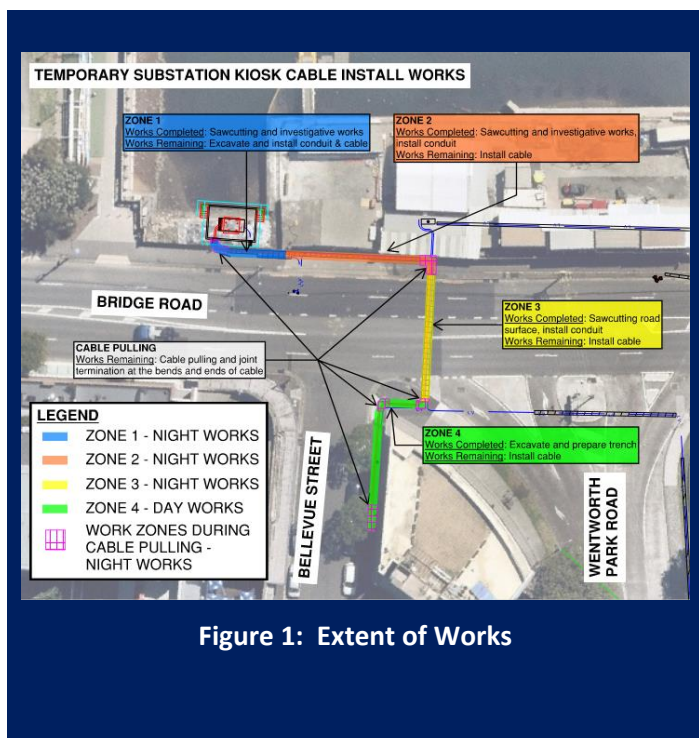 TEMPORARY SUBSTATION KIOSK CABLE INSTALL WORKS
ZONE 1
Works Completed: Sawcutting and investigative works
Works Remaining: Excavate and install conduit & cable
ZONE 2
Works Completed: Sawcutting and investigative works,
install conduit
Works Remaining: Install cable
BRIDGE ROAD
ZONE 3
Works Completed: Sawcutting road
surface, install conduit
Works Remaining: Install cable
CABLE PULLING
Works Remaining: Cable pulling and joint
termination at the bends and ends of cable
LEGEND
ZONE 1 - NIGHT WORKS
ZONE 2 - NIGHT WORKS
ZONE 3 - NIGHT WORKS
ZONE 4 - DAY WORKS
WORK ZONES DURING
CABLE PULLING -
NIGHT WORKS
ZONE 4
Works Completed: Excavate and prepare trench
Works Remaining: Install cable
BELLEVUE STREET
WENTWORTH
PARK ROAD
Figure 1: Extent of Works